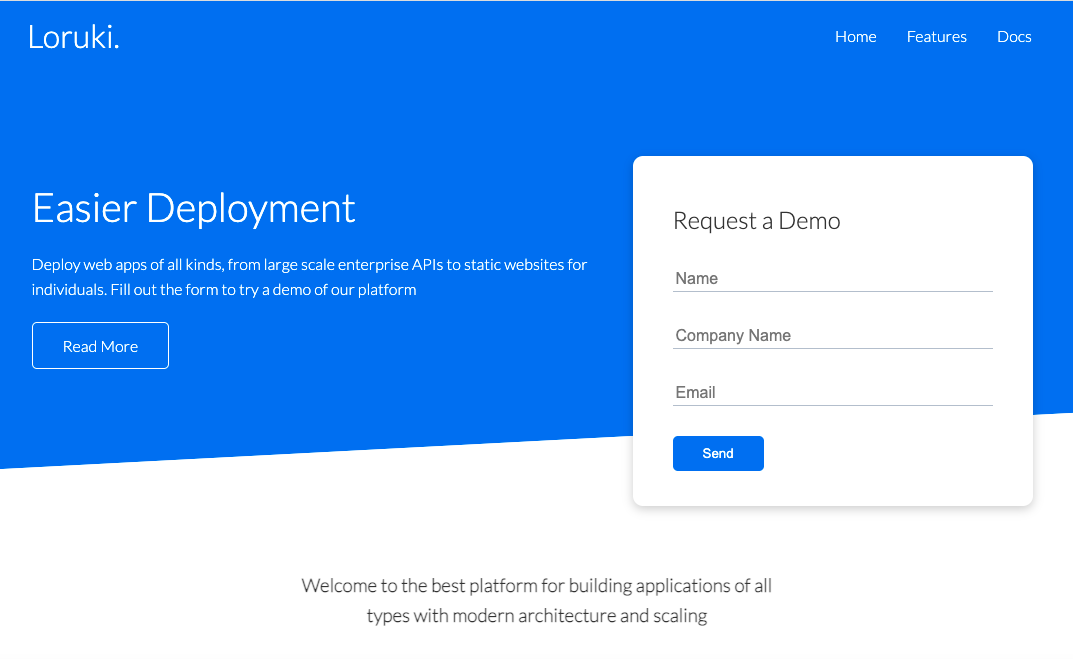 Loruki.
Home Features Docs
Easier Deployment
Deploy web apps of all kinds, from large scale enterprise APIs to static websites for
individuals. Fill out the form to try a demo of our platform
Read More
Request a Demo
Name
Company Name
Email
Send
Welcome to the best platform for building applications of all
types with modern architecture and scaling